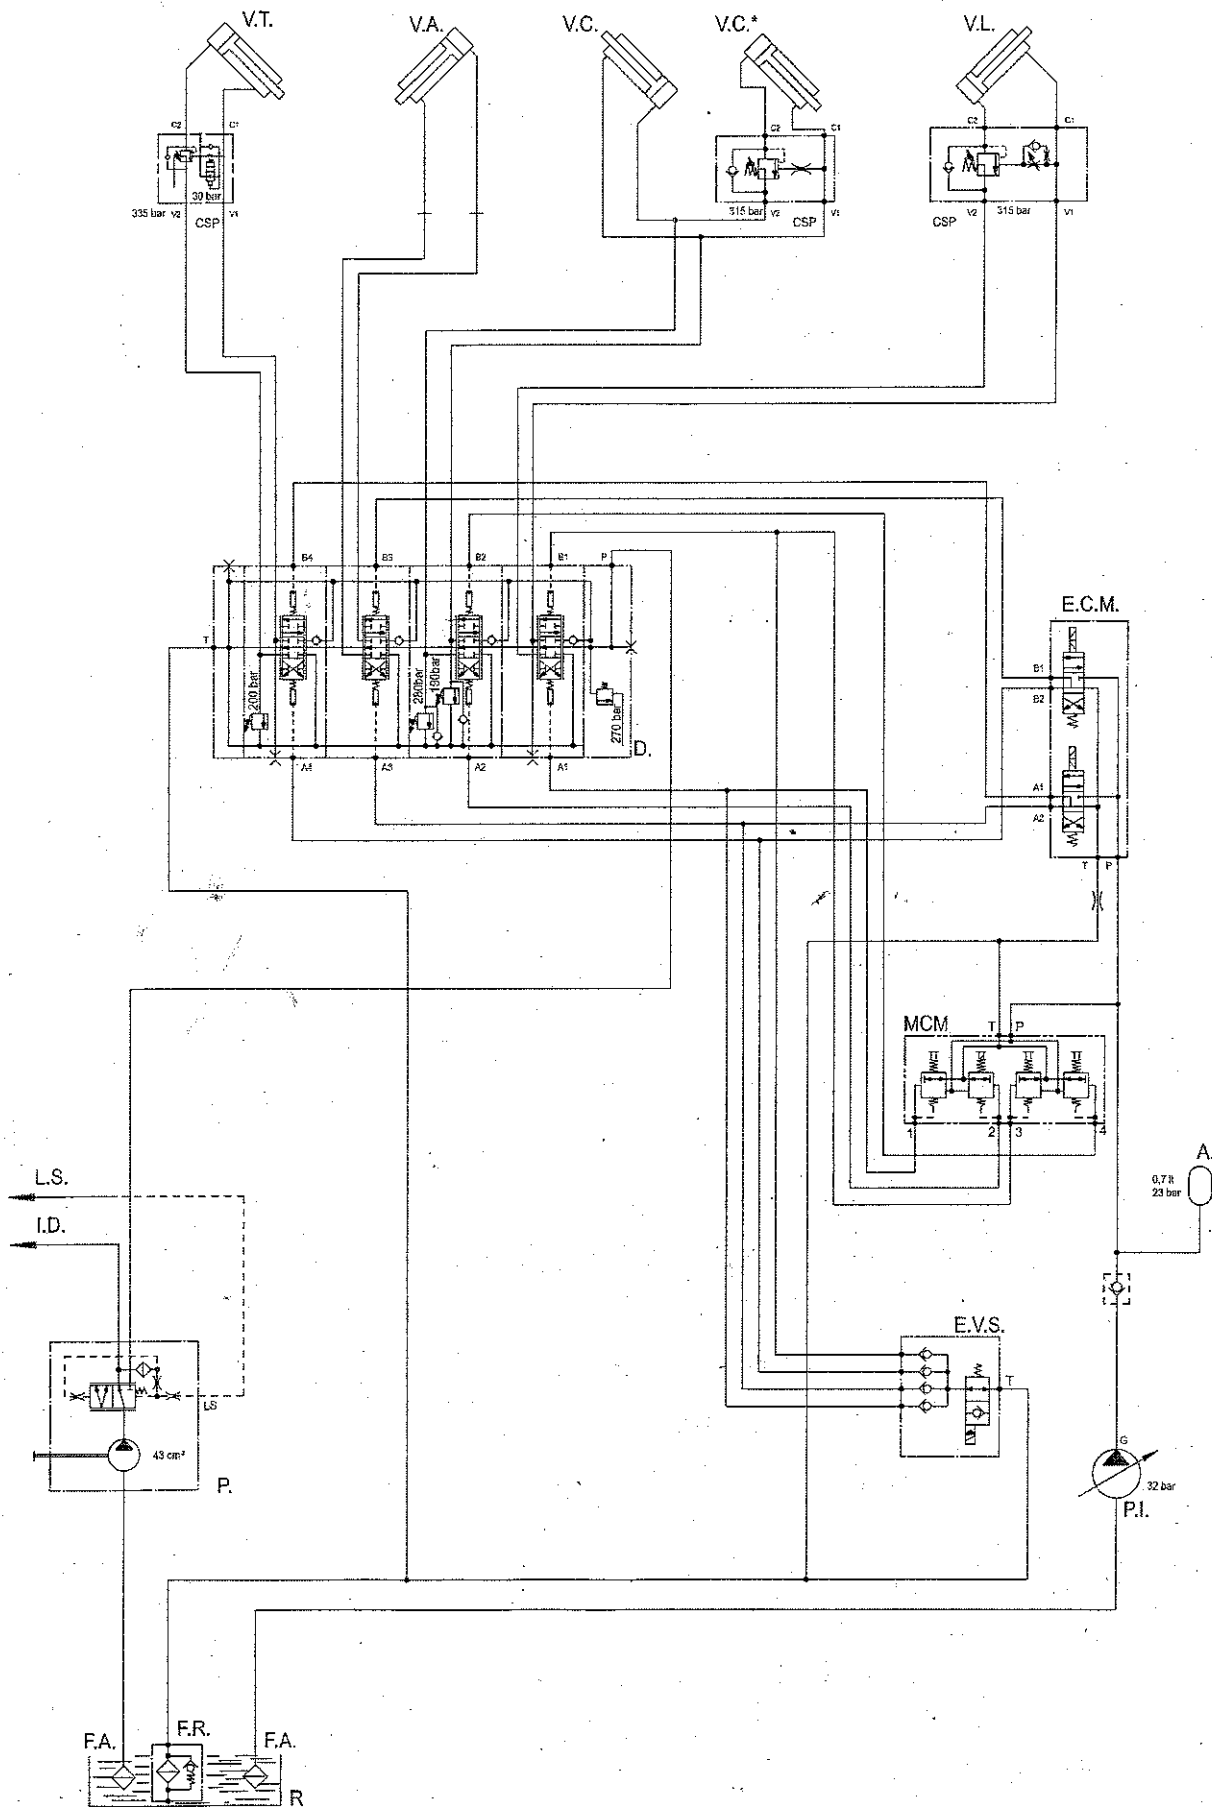 V.T.
V.A.
V.C.
V.C.*
V.L.
C2
C1
C2
C1
C2
C1
30 bar
335 bar
V2
CSP
V1
315 bar
V2
CSP
V1
CSP
V2
315 bar
V1
B4
B3
B2
B1
P
T
200 bar
280bar
190bar
270 bar
D.
A4
A3
A2
A1
E.C.M.
B1
B2
A1
A2
T
P
MCM
T
P
1
2
3
4
A.
0,7 lt
23 bar
L.S.
I.D.
LS
43 cm³
P.
E.V.S.
T
G
32 bar
P.I.
F.A.
F.R.
F.A.
R